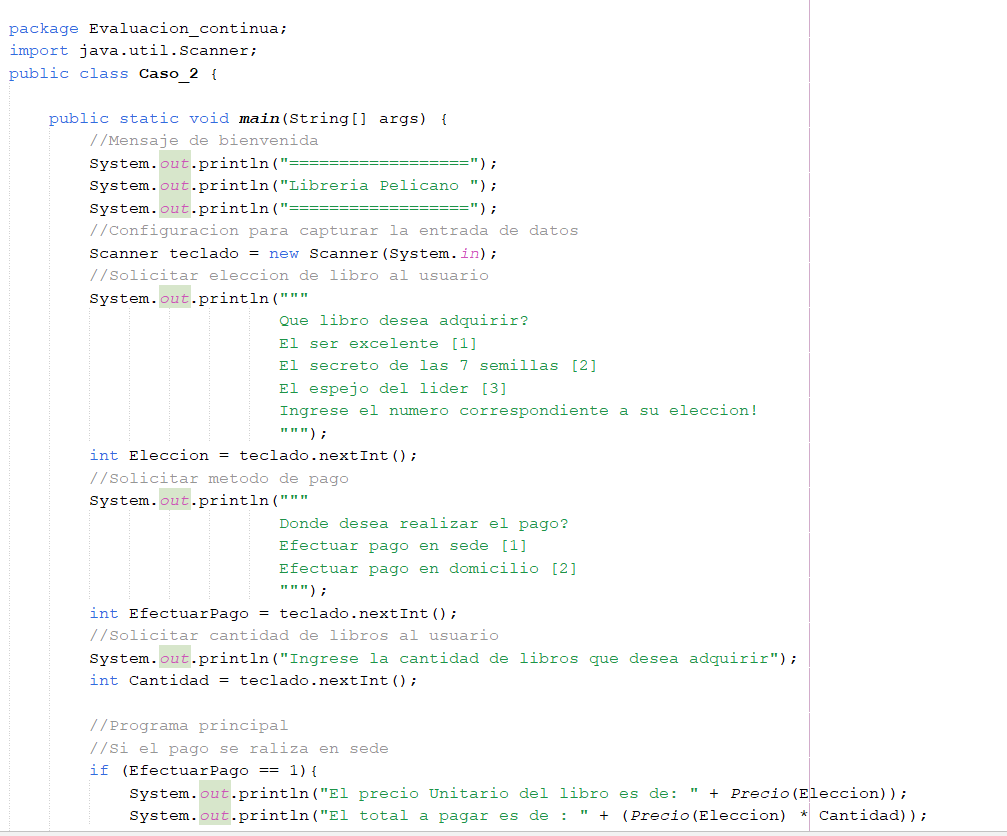 package Evaluacion_continua;
import java.util.Scanner;
public class Caso_2 {
public static void main(String[] args) {
//Mensaje de bienvenida
System.out.println("==================");
System.out.println("Libreria Pelicano ");
System.out.println("==================");
//Configuracion para capturar la entrada de datos
Scanner teclado = new Scanner(System.in);
//Solicitar eleccion de libro al usuario
System.out.println("""
Que libro desea adquirir?
El ser excelente [1]
El secreto de las 7 semillas [2]
El espejo del lider [3]
Ingrese el numero correspondiente a su eleccion!
""");
int Eleccion = teclado.nextInt();
//Solicitar metodo de pago
System.out.println("""
Donde desea realizar el pago?
Efectuar pago en sede [1]
Efectuar pago en domicilio [2]
""");
int EfectuarPago = teclado.nextInt();
//Solicitar cantidad de libros al usuario
System.out.println("Ingrese la cantidad de libros que desea adquirir");
int Cantidad = teclado.nextInt();
//Programa principal
//Si el pago se raliza en sede
if (EfectuarPago == 1){
System.out.println("El precio Unitario del libro es de: " + Precio(Eleccion));
System.out.println("El total a pagar es de : " + (Precio(Eleccion) * Cantidad));